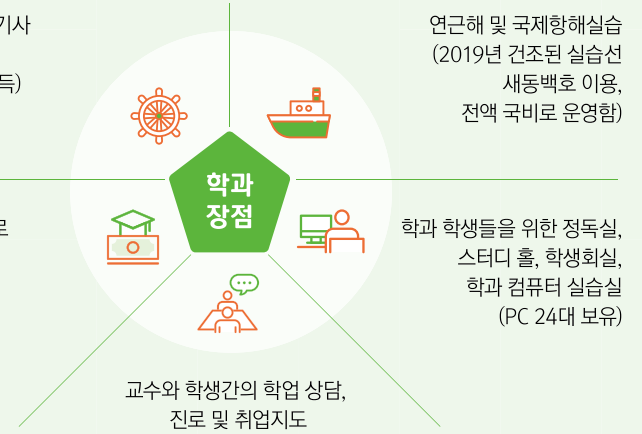 기사
득)
연근해 및 국제항해실습
(2019년 건조된 실습선
새동백호 이용,
전액 국비로 운영함)
학과
장점
로
학과 학생들을 위한 정독실,
스터디 홀, 학생회실,
학과 컴퓨터 실습실
(PC 24대 보유)
교수와 학생간의 학업 상담,
진로 및 취업지도